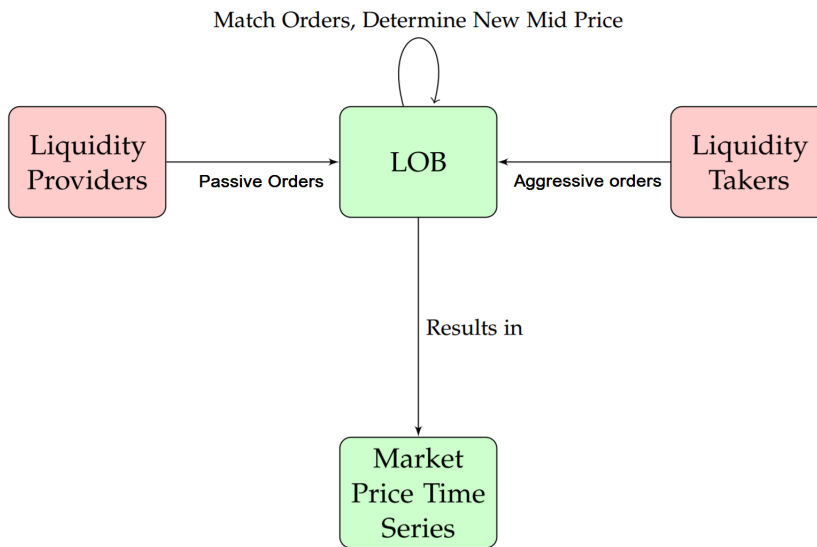 Match Orders, Determine New Mid Price
Liquidity
Providers
Passive Orders
LOB
Aggressive orders
Liquidity
Takers
Results in
Market
Price Time
Series